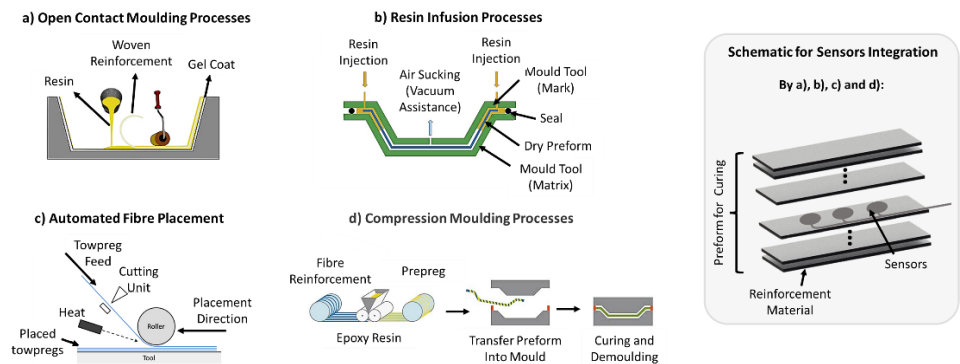 a) Open Contact Moulding Processes
Woven
Reinforcement
Gel Coat
Resin
b) Resin Infusion Processes
Resin
Injection
Resin
Injection
Air Sucking
(Vacuum
Assistance)
Mould Tool
(Mark)
Seal
Dry Preform
Mould Tool
(Matrix)
c) Automated Fibre Placement
Towpreg
Feed
Cutting
Unit
Heat
Roller
Placement
Direction
Placed
towpregs
Tool
d) Compression Moulding Processes
Fibre
Reinforcement
Prepreg
Epoxy Resin
Transfer Preform
Into Mould
Curing and
Demoulding
Schematic for Sensors Integration
By a), b), c) and d):
Preform for Curing
Sensors
Reinforcement
Material